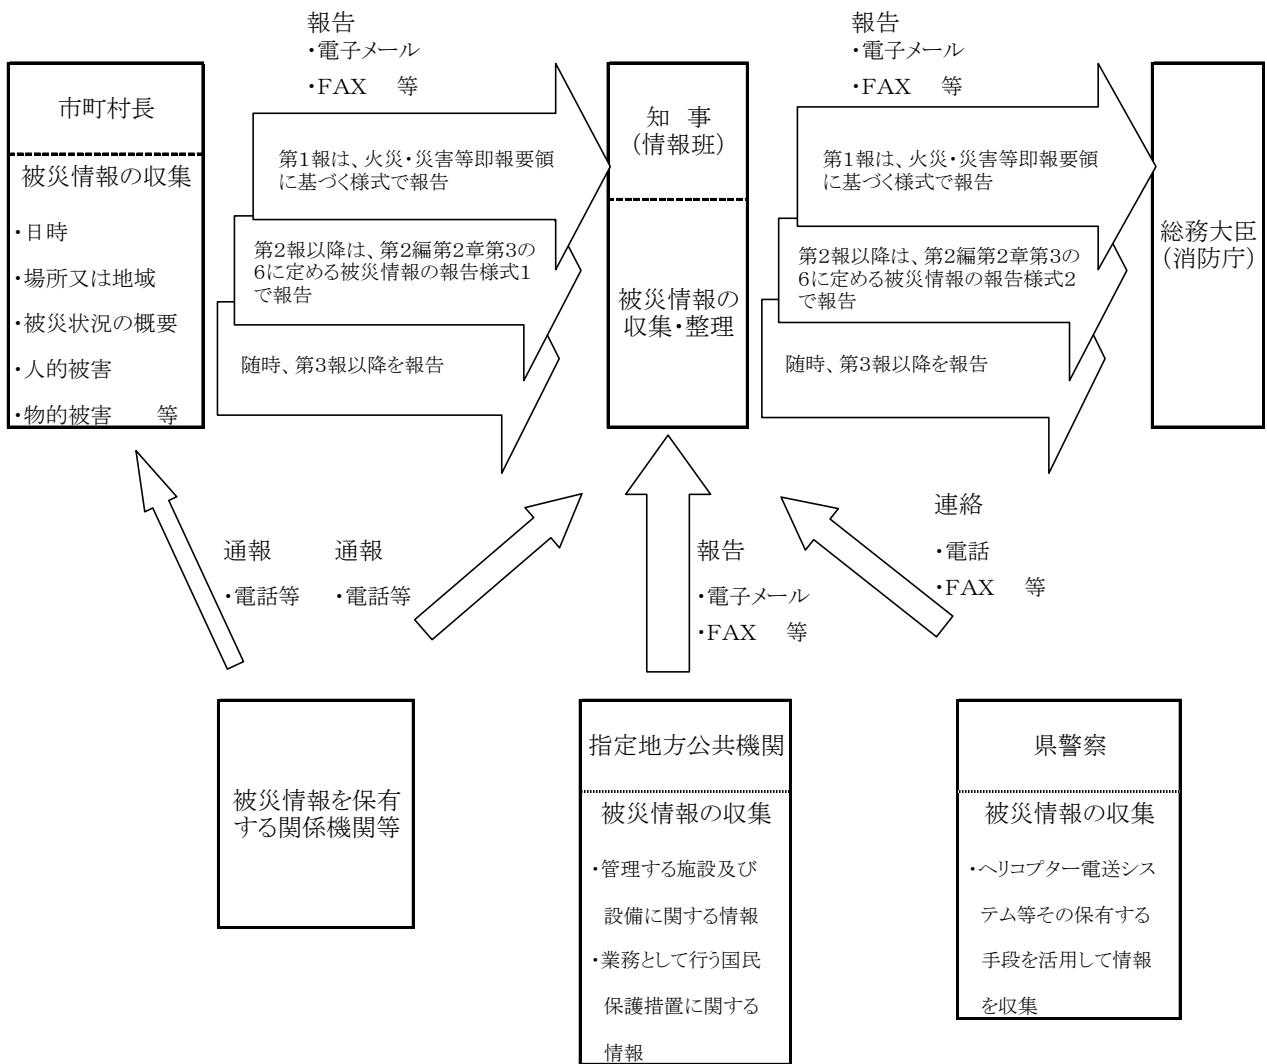 報告
・電子メール
・FAX　等
報告
・電子メール
・FAX　等
市町村長
被災情報の収集
・日時
・場所又は地域
・被災状況の概要
・人的被害
・物的被害　等
第1報は、火災・災害等即報要領
に基づく様式で報告
第2報以降は、第2編第2章第3の
6に定める被災情報の報告様式1
で報告
随時、第3報以降を報告
知　事
(情報班)
被災情報の
収集・整理
第1報は、火災・災害等即報要領
に基づく様式で報告
第2報以降は、第2編第2章第3の
6に定める被災情報の報告様式2
で報告
随時、第3報以降を報告
総務大臣
(消防庁)
通報
・電話等
通報
・電話等
報告
・電子メール
・FAX　等
連絡
・電話
・FAX　等
被災情報を保有
する関係機関等
指定地方公共機関
被災情報の収集
・管理する施設及び
設備に関する情報
・業務として行う国民
保護措置に関する
情報
県警察
被災情報の収集
・ヘリコプター電送シス
テム等その保有する
手段を活用して情報
を収集